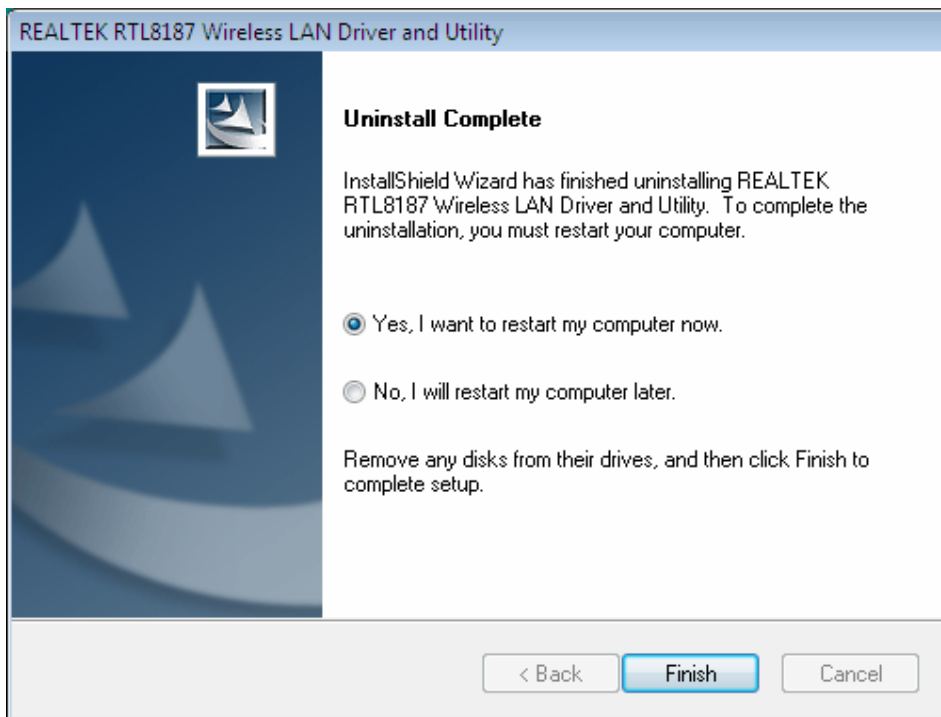 REALTEK RTL8187 Wireless LAN Driver and Utility
Uninstall Complete
InstallShield Wizard has finished uninstalling REALTEK
RTL8187 Wireless LAN Driver and Utility.  To complete the
uninstallation, you must restart your computer.
Yes, I want to restart my computer now.
No, I will restart my computer later.
Remove any disks from their drives, and then click Finish to
complete setup.
< Back
Finish
Cancel